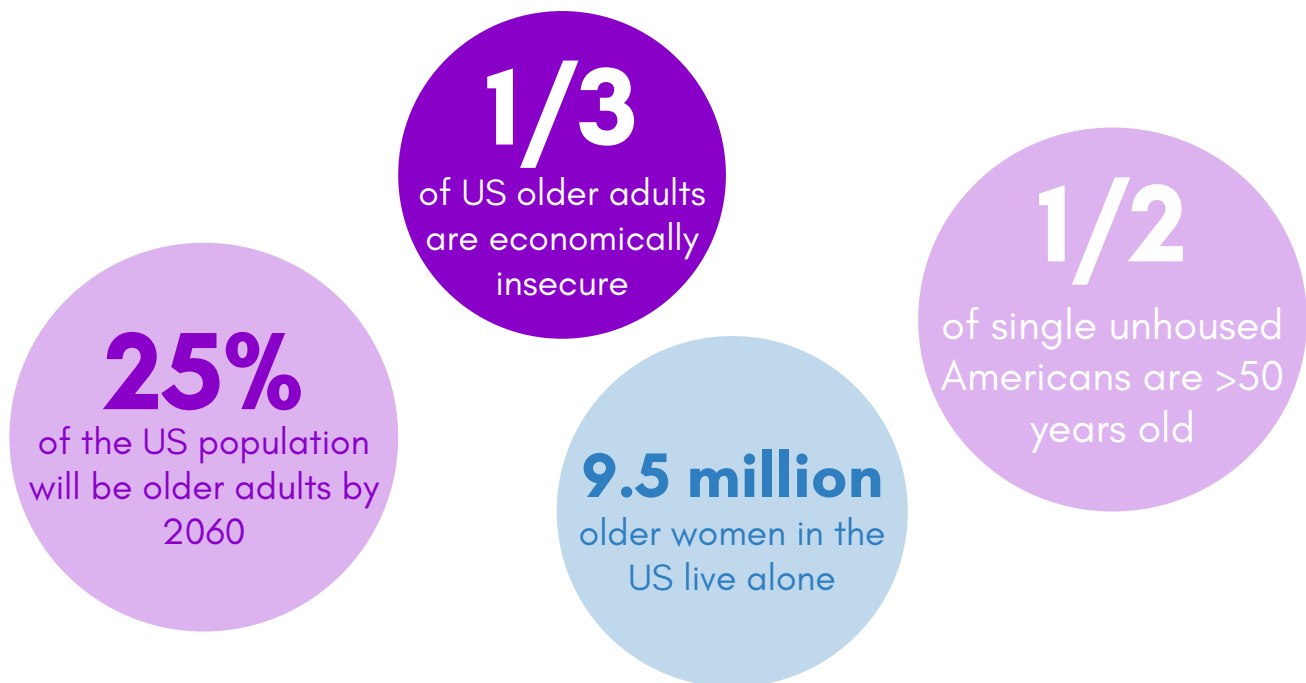 25%
of the US population
will be older adults by
2060
1/3
of US older adults
are economically
insecure
9.5 million
older women in the
US live alone
1/2
of single unhoused
Americans are >50
years old